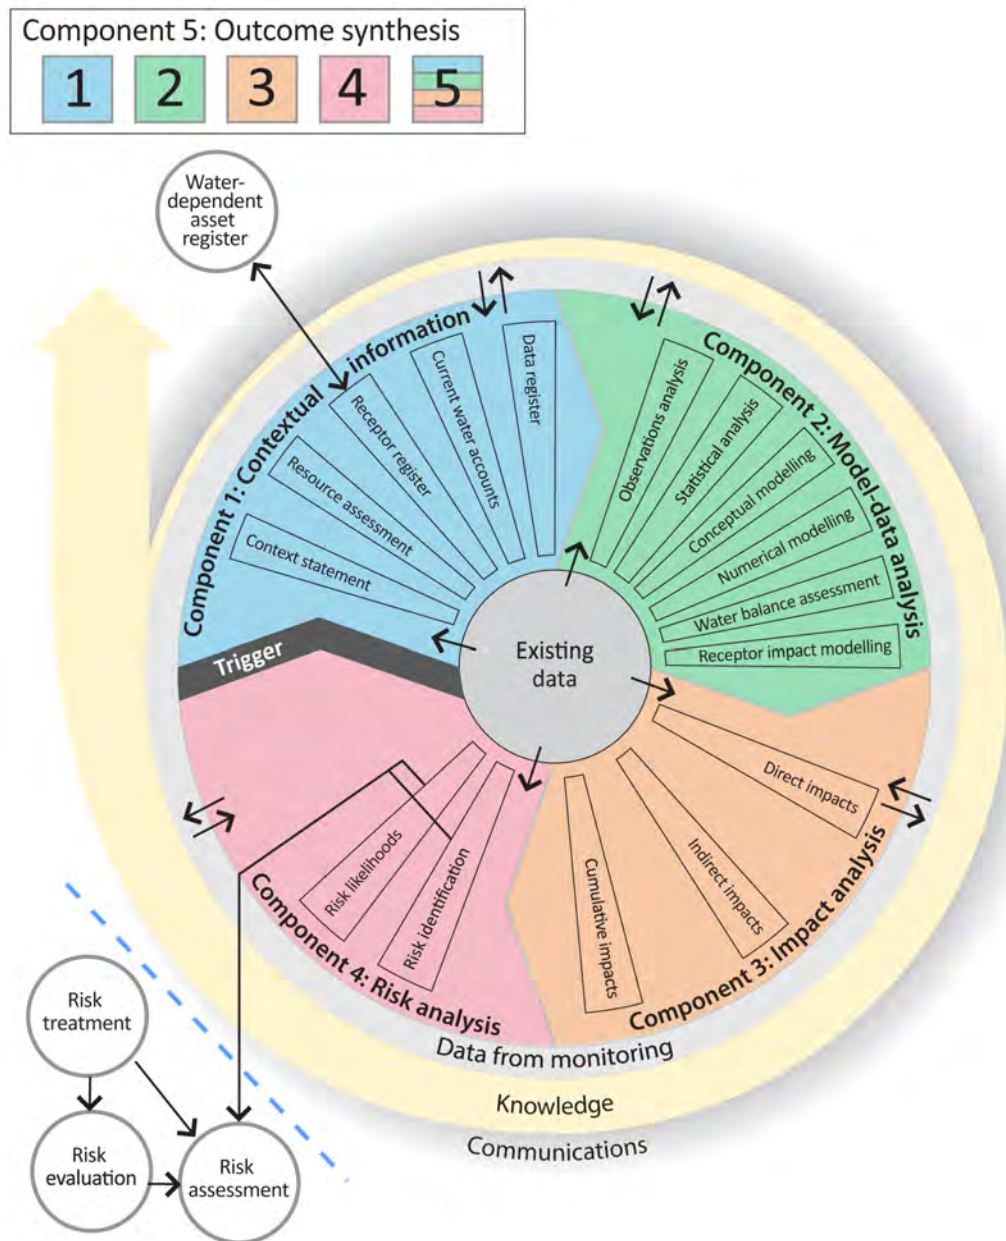 Component 5: Outcome synthesis
1 2 3 4 5
Water-
dependent
asset
register
Component 1: Contextual information
Context statement
Resource assessment
Receptor register
Current water accounts
Data register
Component 2: Model-data analysis
Observations analysis
Statistical analysis
Conceptual modelling
Numerical modelling
Water balance assessment
Receptor impact modelling
Existing
data
Trigger
Direct impacts
Indirect impacts
Cumulative impacts
Component 3: Impact analysis
Risk likelihoods
Risk identification
Component 4: Risk analysis
Data from monitoring
Knowledge
Communications
Risk
treatment
Risk
evaluation
Risk
assessment